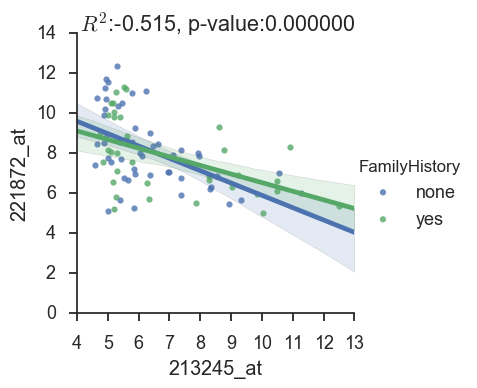 R²:-0.515, p-value:0.000000
14
12
10
8
6
4
2
0
221872_at
4 5 6 7 8 9 10 11 12 13
213245_at
FamilyHistory
none
yes